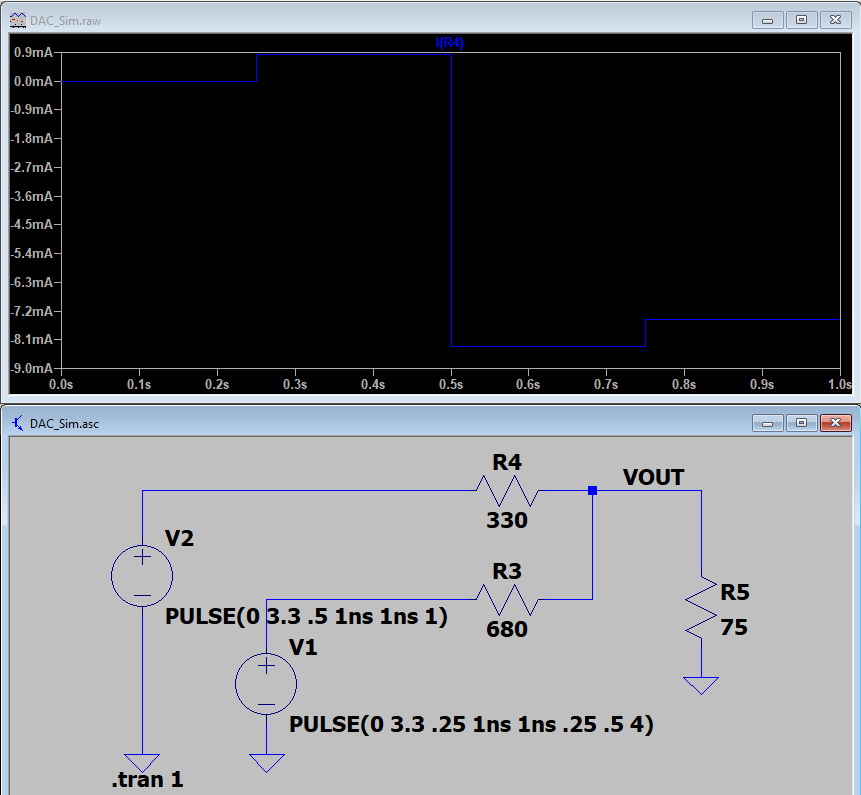 DAC_Sim.raw
I(R4)
0.9mA
0.0mA
-0.9mA
-1.8mA
-2.7mA
-3.6mA
-4.5mA
-5.4mA
-6.3mA
-7.2mA
-8.1mA
-9.0mA
0.0s 0.1s 0.2s 0.3s 0.4s 0.5s 0.6s 0.7s 0.8s 0.9s 1.0s
DAC_Sim.asc
R4
VOUT
330
V2
R3
R5
PULSE(0 3.3 .5 1ns 1ns 1)
680
75
V1
PULSE(0 3.3 .25 1ns 1ns .25 .5 4)
.tran 1